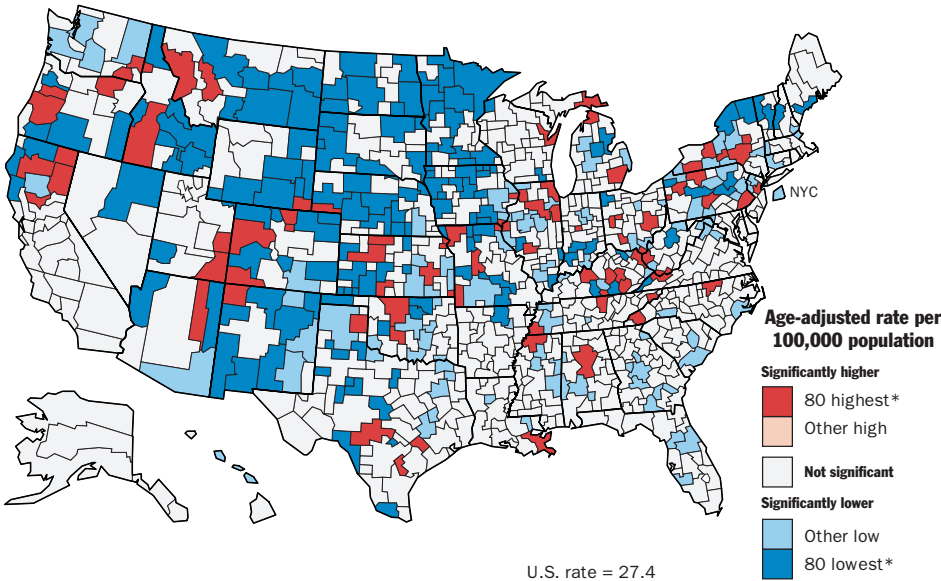 NYC
Age-adjusted rate per
100,000 population
Significantly higher
80 highest*
Other high
Not significant
Significantly lower
Other low
80 lowest*
U.S. rate = 27.4